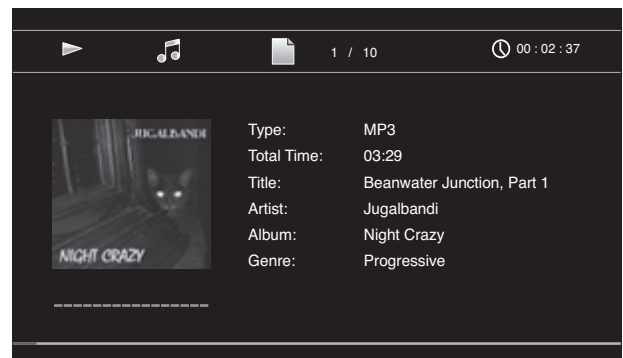 1 / 10
00 : 02 : 37
JUGALBANDI
NIGHT CRAZY
Type: MP3
Total Time: 03:29
Title: Beanwater Junction, Part 1
Artist: Jugalbandi
Album: Night Crazy
Genre: Progressive